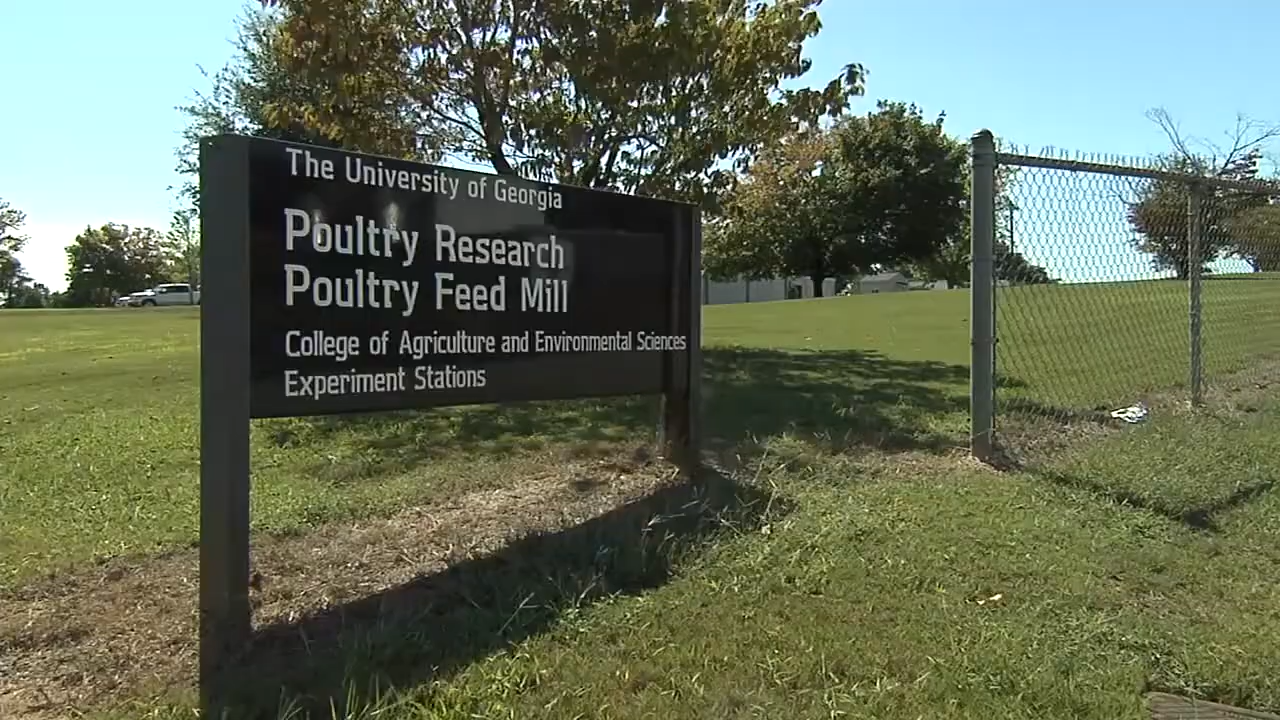 The University of Georgia
Poultry Research
Poultry Feed Mill
College of Agriculture and Environmental Sciences
Experiment Stations